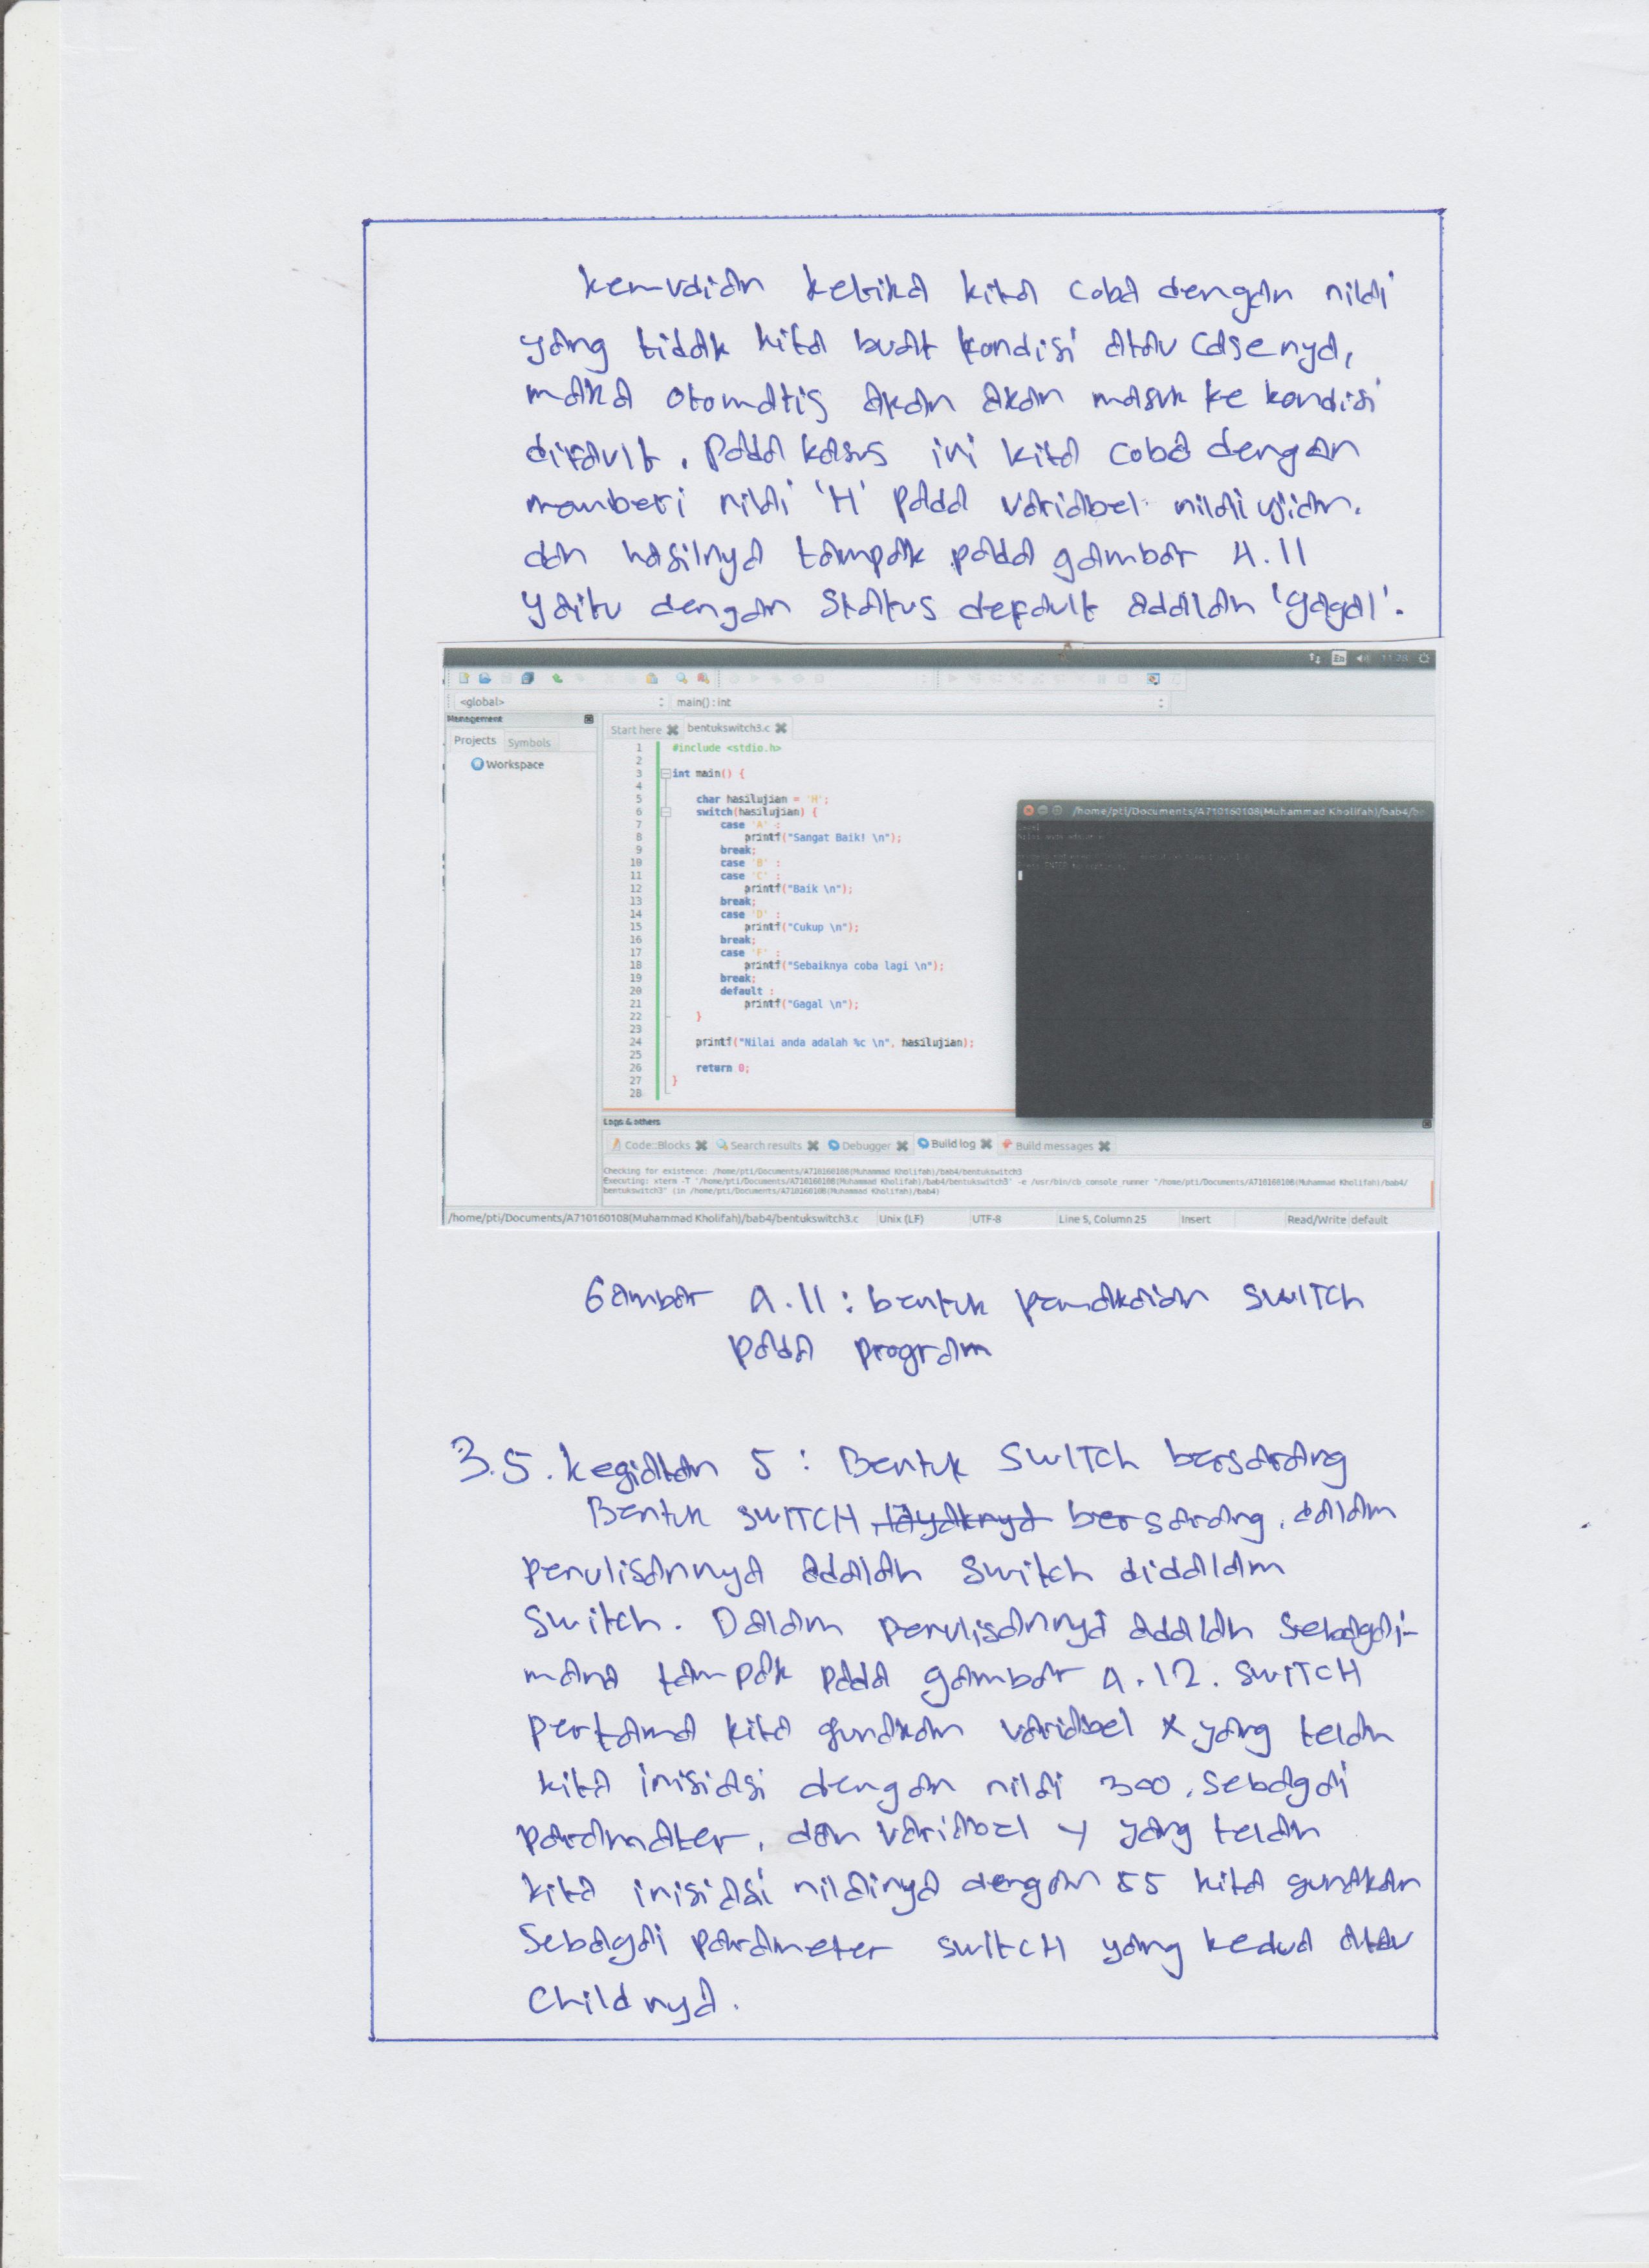 kemudian ketika kita coba dengan nilai
yang tidak kita buat kondisi atau casenya,
maka otomatis akan akan masuk ke kondisi
difault. pada kasus ini kita coba dengan
memberi nilai 'H' pada variabel nilai ujian.
dan hasilnya tampak pada gambar 4.11
yaitu dengan status default adalah 'gagal'.
En 11:28
<global> main() : int
Management
Projects Symbols
Workspace
Start here bentukswitch3.c
1 #include <stdio.h>
2
3 int main() {
4
5 char hasilujian = 'H';
6 switch(hasilujian) {
7 case 'A' :
8 printf("Sangat Baik! \n");
9 break;
10 case 'B' :
11 case 'C' :
12 printf("Baik \n");
13 break;
14 case 'D' :
15 printf("Cukup \n");
16 break;
17 case 'F' :
18 printf("Sebaiknya coba lagi \n");
19 break;
20 default :
21 printf("Gagal \n");
22 }
23
24 printf("Nilai anda adalah %c \n", hasilujian);
25
26 return 0;
27 }
28
/home/pti/Documents/A710160108(Muhammad Kholifah)/bab4/be
Logs & others
Code::Blocks Search results Debugger Build log Build messages
Checking for existence: /home/pti/Documents/A710160108(Muhammad Kholifah)/bab4/bentukswitch3
Executing: xterm -T '/home/pti/Documents/A710160108(Muhammad Kholifah)/bab4/bentukswitch3' -e /usr/bin/cb_console_runner "/home/pti/Documents/A710160108(Muhammad Kholifah)/bab4/
bentukswitch3" (in /home/pti/Documents/A710160108(Muhammad Kholifah)/bab4)
/home/pti/Documents/A710160108(Muhammad Kholifah)/bab4/bentukswitch3.c Unix (LF) UTF-8 Line 5, Column 25 Insert Read/Write default
Gambar 4.11 : bentuk pemakaian SWITCh
pada program
3.5. kegiatan 5 : Bentuk SWITCh bersarang
Bentuk SWITCH layaknya bersarang, dalam
penulisannya adalah switch didalam
switch. Dalam penulisannya adalah sebagai-
mana tampak pada gambar 4.12. SWITCH
pertama kita gunakan variabel x yang telah
kita inisiasi dengan nilai 300, sebagai
paramater, dan variabel y yang telah
kita inisiasi nilainya dengan 55 kita gunakan
sebagai parameter switcH yang kedua atau
childnya.